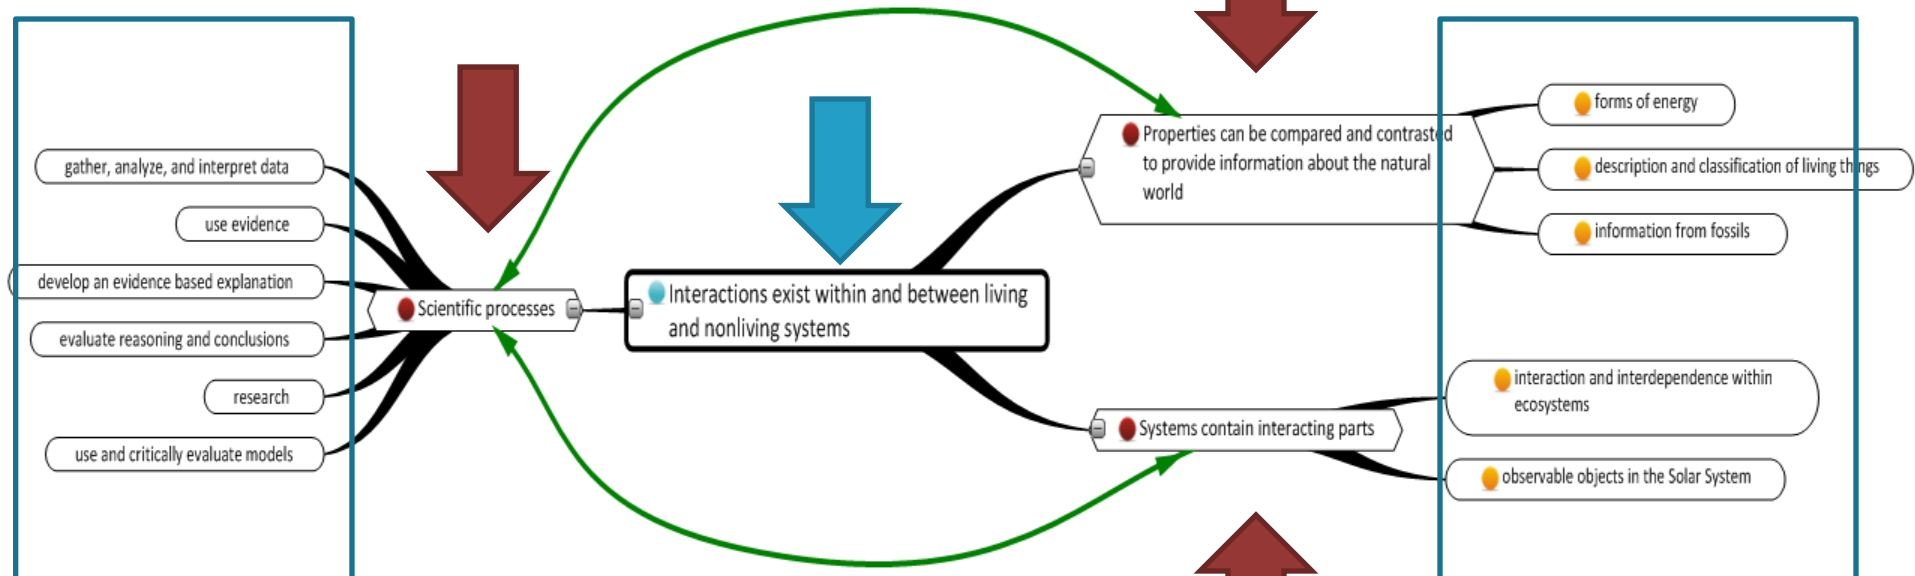 gather, analyze, and interpret data
use evidence
develop an evidence based explanation
evaluate reasoning and conclusions
research
use and critically evaluate models
Scientific processes
Interactions exist within and between living
and nonliving systems
Properties can be compared and contrasted
to provide information about the natural
world
forms of energy
description and classification of living things
information from fossils
Systems contain interacting parts
interaction and interdependence within
ecosystems
observable objects in the Solar System